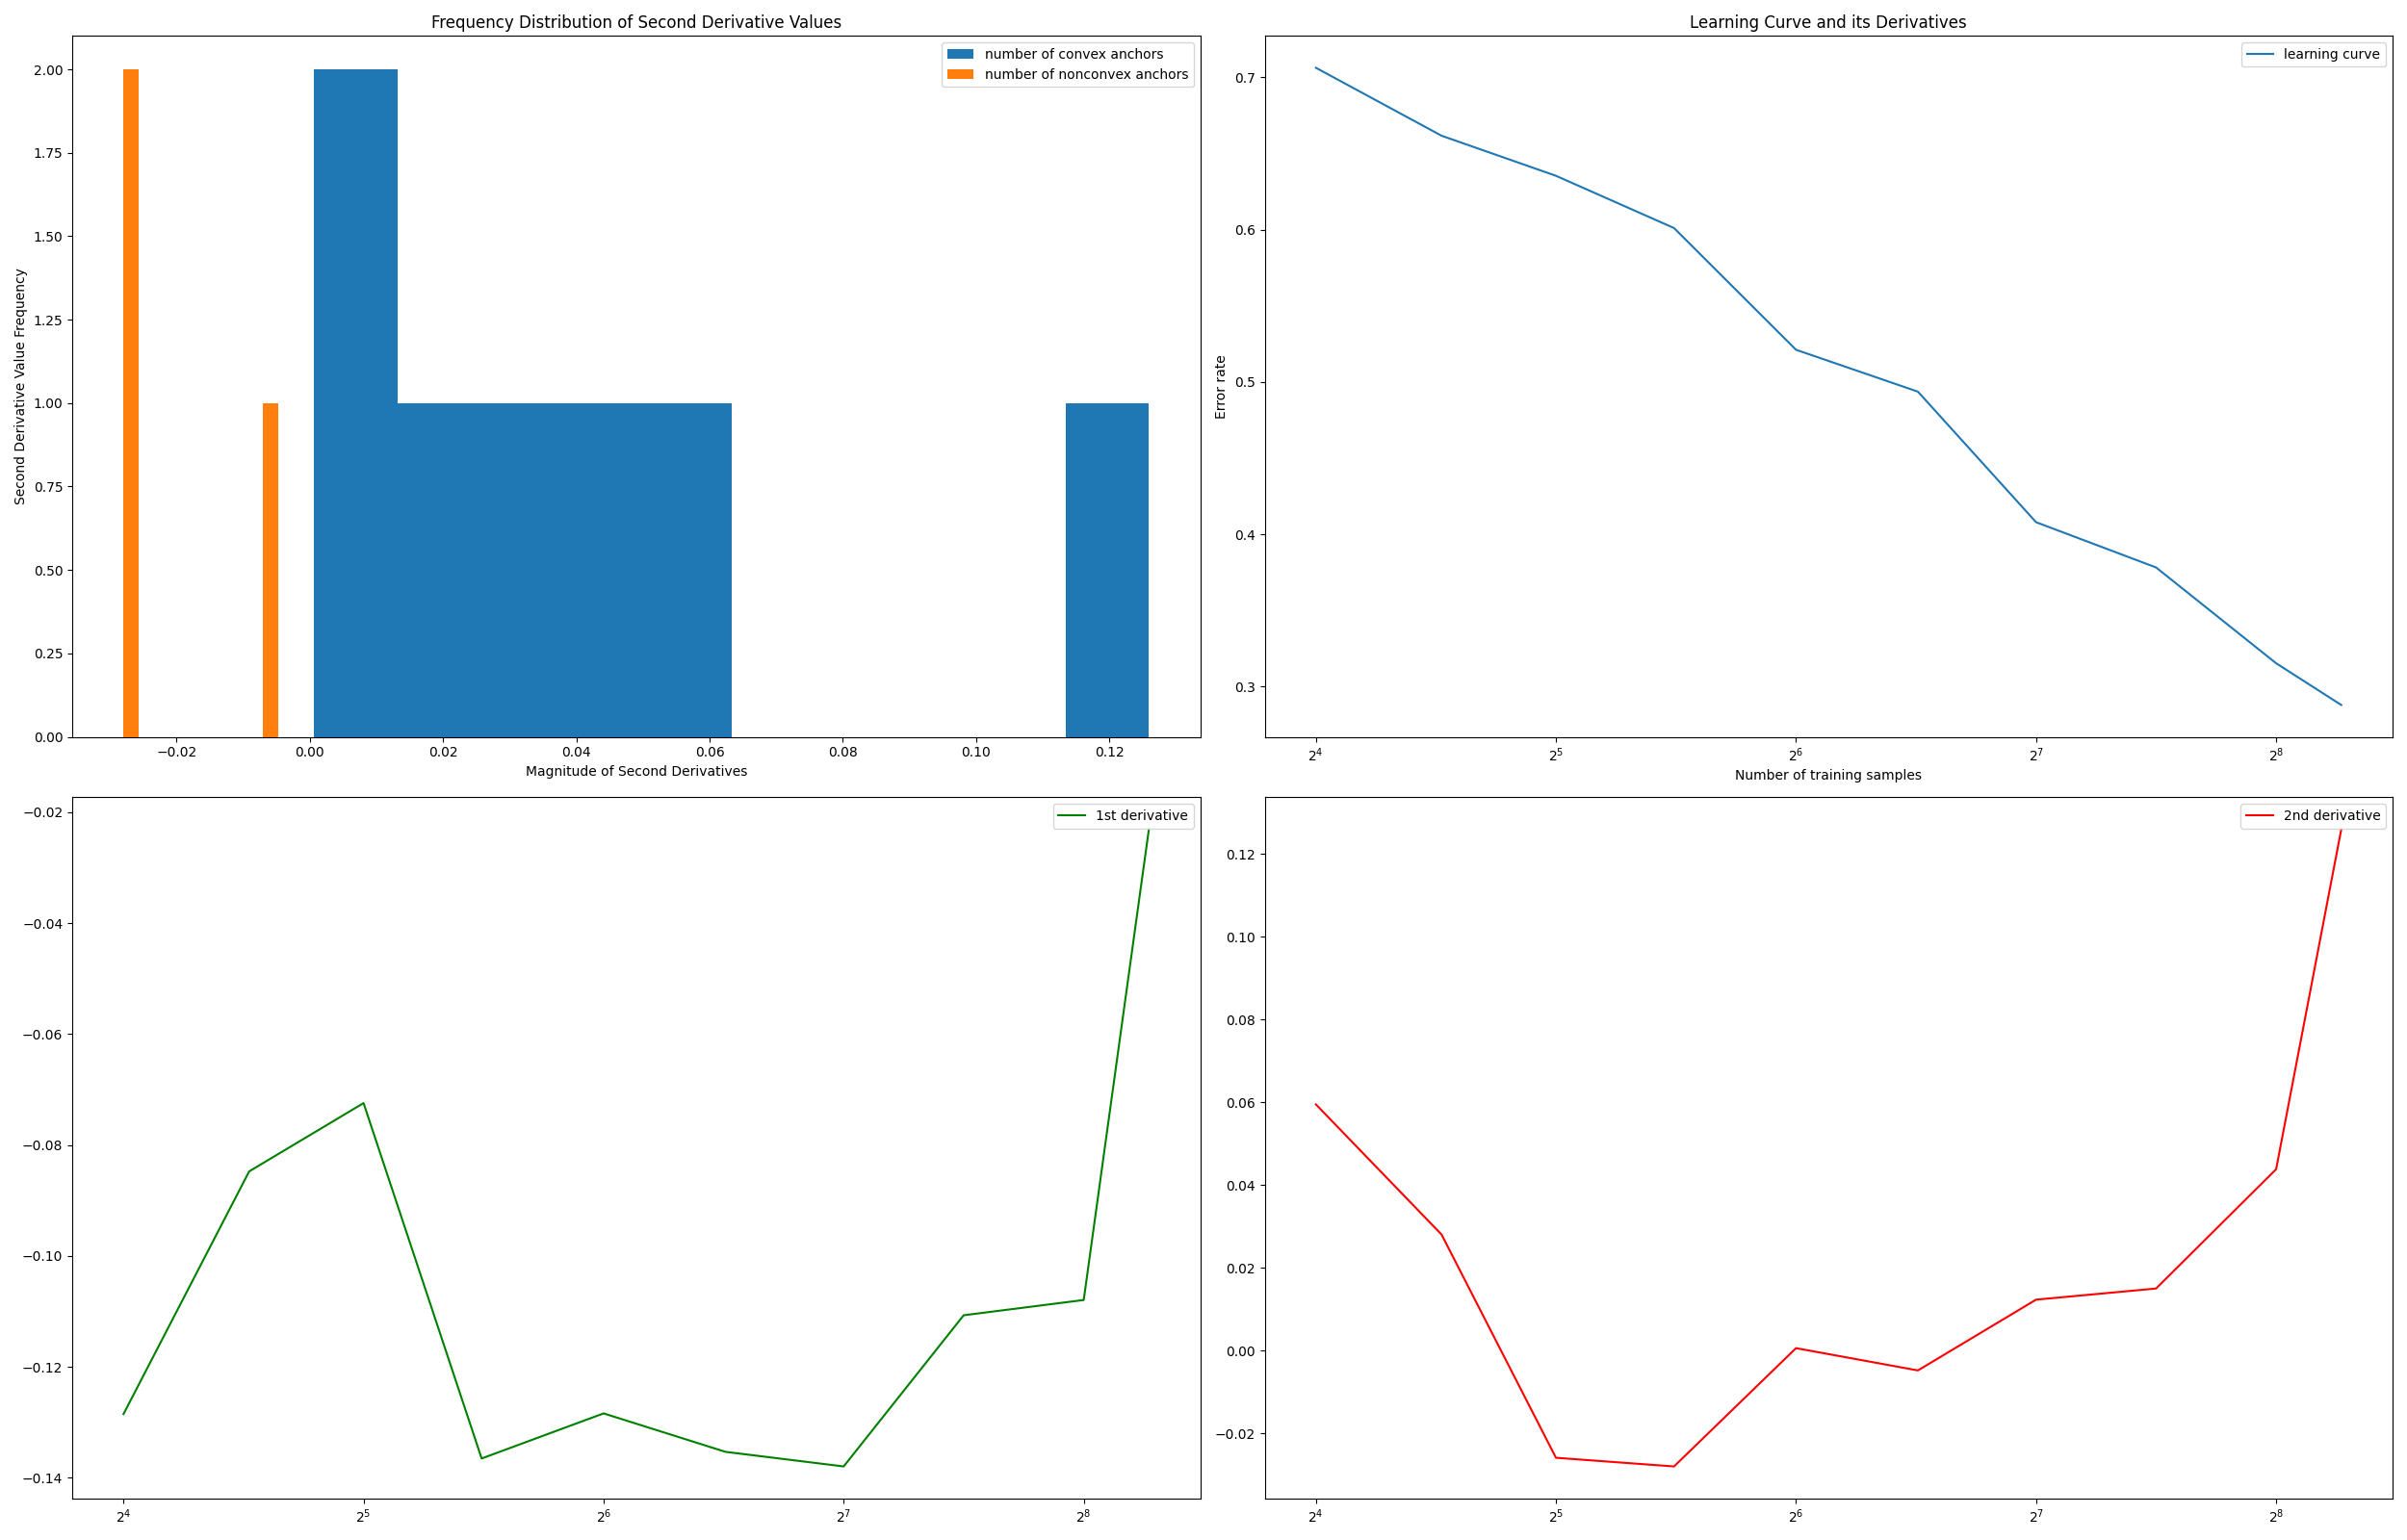 Frequency Distribution of Second Derivative Values
number of convex anchors
number of nonconvex anchors
Second Derivative Value Frequency
2.00
1.75
1.50
1.25
1.00
0.75
0.50
0.25
0.00
−0.02 0.00 0.02 0.04 0.06 0.08 0.10 0.12
Magnitude of Second Derivatives
Learning Curve and its Derivatives
learning curve
Error rate
0.7
0.6
0.5
0.4
0.3
2⁴ 2⁵ 2⁶ 2⁷ 2⁸
Number of training samples
1st derivative
−0.02
−0.04
−0.06
−0.08
−0.10
−0.12
−0.14
2⁴ 2⁵ 2⁶ 2⁷ 2⁸
2nd derivative
0.12
0.10
0.08
0.06
0.04
0.02
0.00
−0.02
2⁴ 2⁵ 2⁶ 2⁷ 2⁸